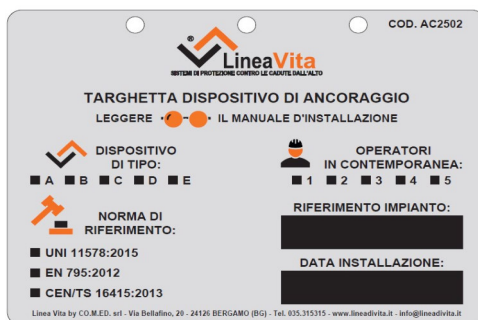 COD. AC2502
LineaVita
SISTEMI DI PROTEZIONE CONTRO LE CADUTE DALL'ALTO
TARGHETTA DISPOSITIVO DI ANCORAGGIO
LEGGERE IL MANUALE D'INSTALLAZIONE
DISPOSITIVO
DI TIPO:
A B C D E
OPERATORI
IN CONTEMPORANEA:
1 2 3 4 5
NORMA DI
RIFERIMENTO:
UNI 11578:2015
EN 795:2012
CEN/TS 16415:2013
RIFERIMENTO IMPIANTO:
DATA INSTALLAZIONE:
Linea Vita by CO.M.ED. srl - Via Bellafino, 20 - 24126 BERGAMO (BG) - Tel. 035.315315 - www.lineadivita.it - info@lineadivita.it